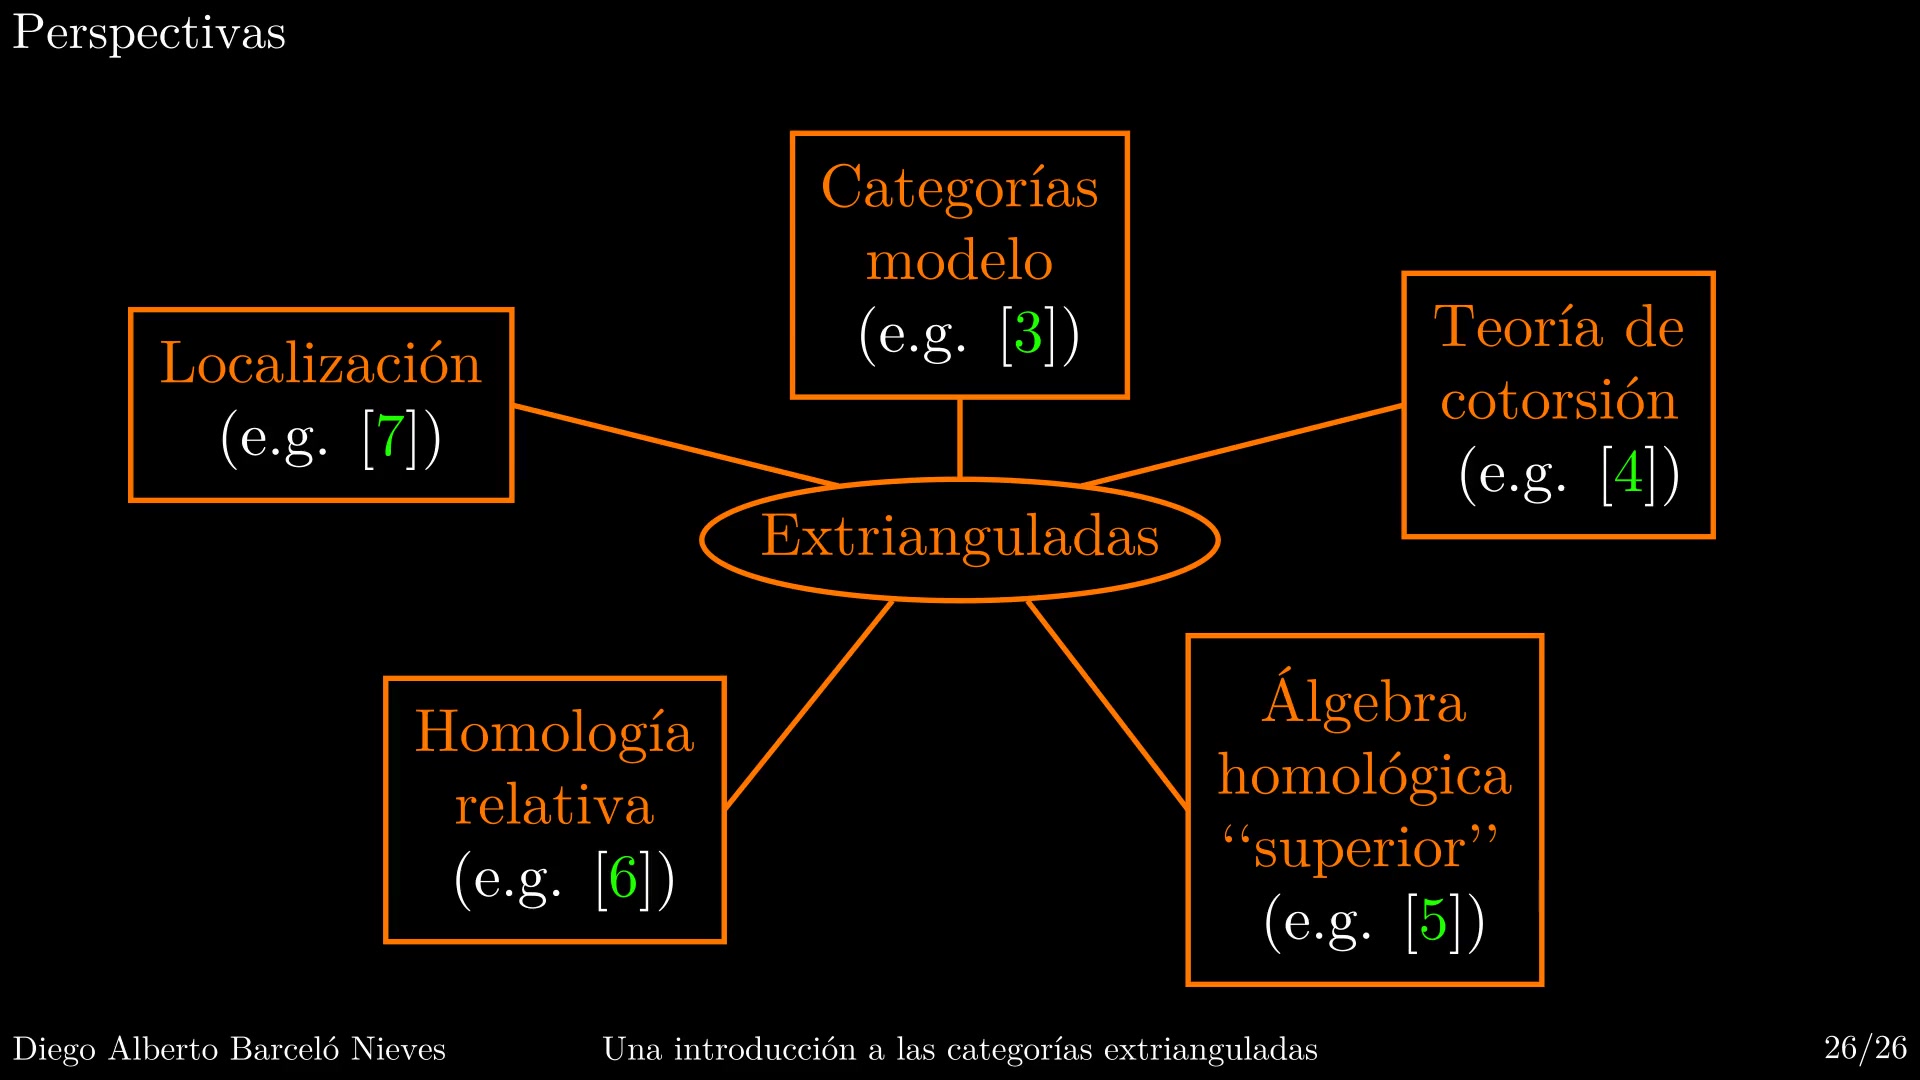 Perspectivas
Categorías
modelo
(e.g. [3])
Localización
(e.g. [7])
Teoría de
cotorsión
(e.g. [4])
Extrianguladas
Homología
relativa
(e.g. [6])
Álgebra
homológica
“superior”
(e.g. [5])
Diego Alberto Barceló Nieves
Una introducción a las categorías extrianguladas
26/26